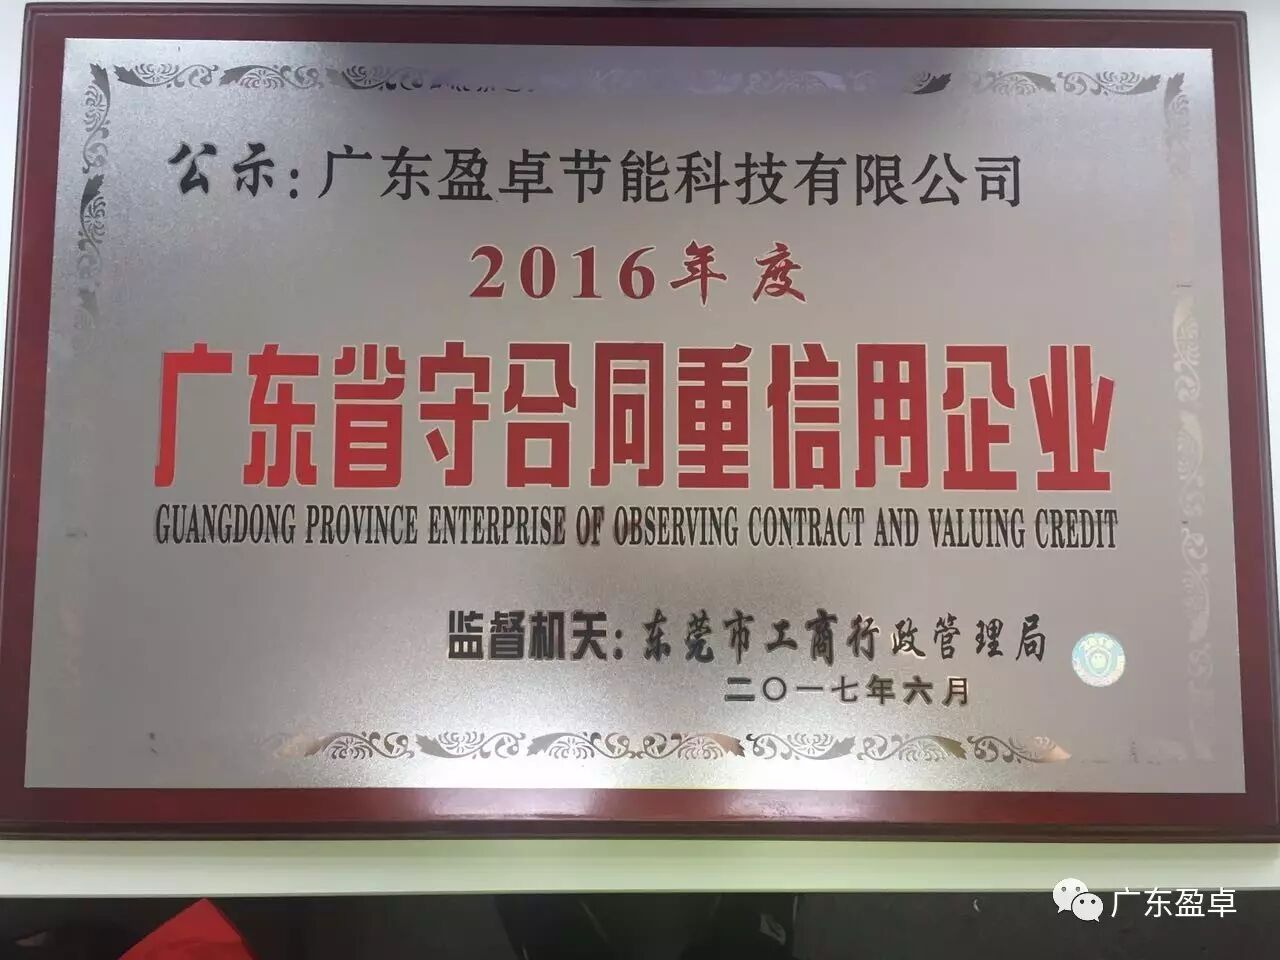 公示:广东盈卓节能科技有限公司
2016年度
广东省守合同重信用企业
GUANGDONG PROVINCE ENTERPRISE OF OBSERVING CONTRACT AND VALUING CREDIT
监督机关:东莞市工商行政管理局
二〇一七年六月
广东盈卓